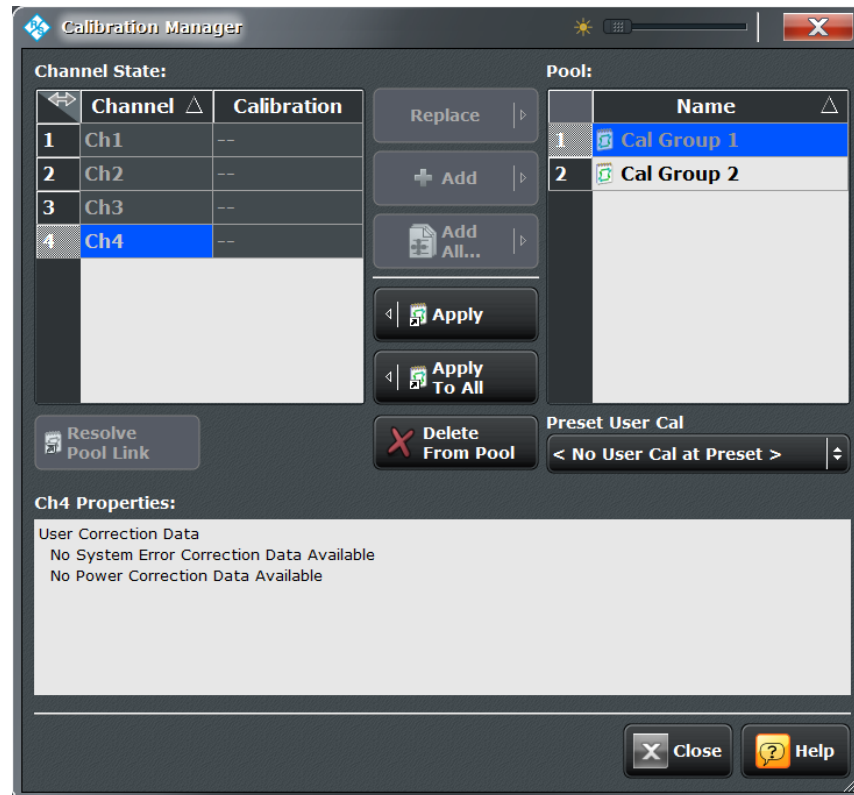 R&S Calibration Manager
X
Channel State:
Pool:
Channel Calibration
1 Ch1 --
2 Ch2 --
3 Ch3 --
4 Ch4 --
Replace
Add
Add
All...
Apply
Apply
To All
Delete
From Pool
Name
1 Cal Group 1
2 Cal Group 2
Resolve
Pool Link
Preset User Cal
< No User Cal at Preset >
Ch4 Properties:
User Correction Data
No System Error Correction Data Available
No Power Correction Data Available
X Close
? Help